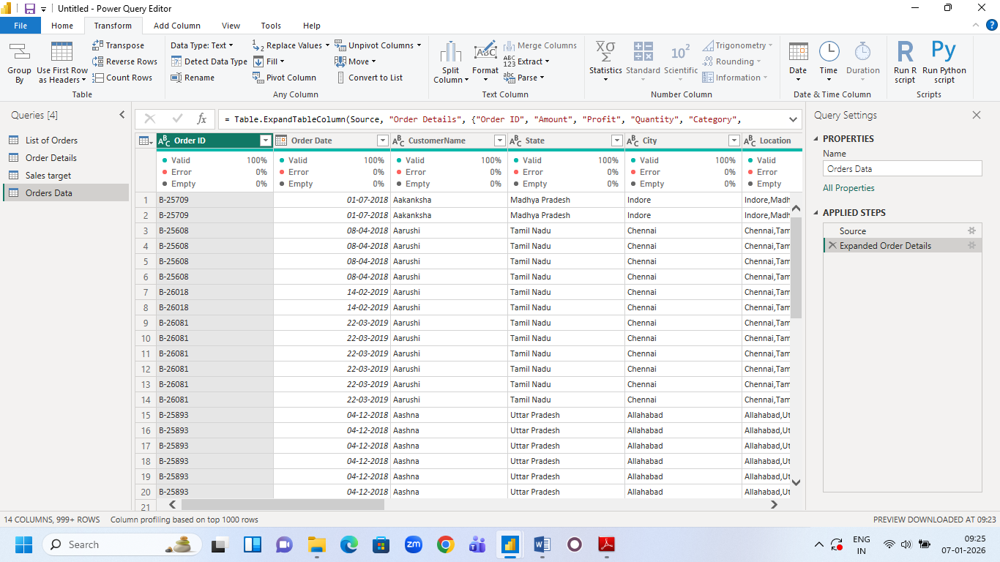 Untitled - Power Query Editor
File Home Transform Add Column View Tools Help
Group By
Use First Row as Headers
Transpose
Reverse Rows
Count Rows
Table
Data Type: Text
Detect Data Type
Rename
Replace Values
Fill
Pivot Column
Unpivot Columns
Move
Convert to List
Any Column
Split Column
Format
Merge Columns
Extract
Parse
Text Column
Statistics
Standard
Scientific
Trigonometry
Rounding
Information
Number Column
Date
Time
Duration
Date & Time Column
Run R script
Run Python script
Scripts
Queries [4]
List of Orders
Order Details
Sales target
Orders Data
= Table.ExpandTableColumn(Source, "Order Details", {"Order ID", "Amount", "Profit", "Quantity", "Category",
Order ID Order Date CustomerName State City Location
Valid 100% Valid 100% Valid 100% Valid 100% Valid 100% Valid
Error 0% Error 0% Error 0% Error 0% Error 0% Error
Empty 0% Empty 0% Empty 0% Empty 0% Empty 0% Empty
1 B-25709 01-07-2018 Aakanksha Madhya Pradesh Indore Indore,Madh
2 B-25709 01-07-2018 Aakanksha Madhya Pradesh Indore Indore,Madh
3 B-25608 08-04-2018 Aarushi Tamil Nadu Chennai Chennai,Tam
4 B-25608 08-04-2018 Aarushi Tamil Nadu Chennai Chennai,Tam
5 B-25608 08-04-2018 Aarushi Tamil Nadu Chennai Chennai,Tam
6 B-25608 08-04-2018 Aarushi Tamil Nadu Chennai Chennai,Tam
7 B-26018 14-02-2019 Aarushi Tamil Nadu Chennai Chennai,Tam
8 B-26018 14-02-2019 Aarushi Tamil Nadu Chennai Chennai,Tam
9 B-26081 22-03-2019 Aarushi Tamil Nadu Chennai Chennai,Tam
10 B-26081 22-03-2019 Aarushi Tamil Nadu Chennai Chennai,Tam
11 B-26081 22-03-2019 Aarushi Tamil Nadu Chennai Chennai,Tam
12 B-26081 22-03-2019 Aarushi Tamil Nadu Chennai Chennai,Tam
13 B-26081 22-03-2019 Aarushi Tamil Nadu Chennai Chennai,Tam
14 B-26081 22-03-2019 Aarushi Tamil Nadu Chennai Chennai,Tam
15 B-25893 04-12-2018 Aashna Uttar Pradesh Allahabad Allahabad,Ut
16 B-25893 04-12-2018 Aashna Uttar Pradesh Allahabad Allahabad,Ut
17 B-25893 04-12-2018 Aashna Uttar Pradesh Allahabad Allahabad,Ut
18 B-25893 04-12-2018 Aashna Uttar Pradesh Allahabad Allahabad,Ut
19 B-25893 04-12-2018 Aashna Uttar Pradesh Allahabad Allahabad,Ut
20 B-25893 04-12-2018 Aashna Uttar Pradesh Allahabad Allahabad,Ut
21
Query Settings
PROPERTIES
Name
Orders Data
All Properties
APPLIED STEPS
Source
Expanded Order Details
14 COLUMNS, 999+ ROWS Column profiling based on top 1000 rows PREVIEW DOWNLOADED AT 09:23
Search
zm
ENG
IN
09:25
07-01-2026